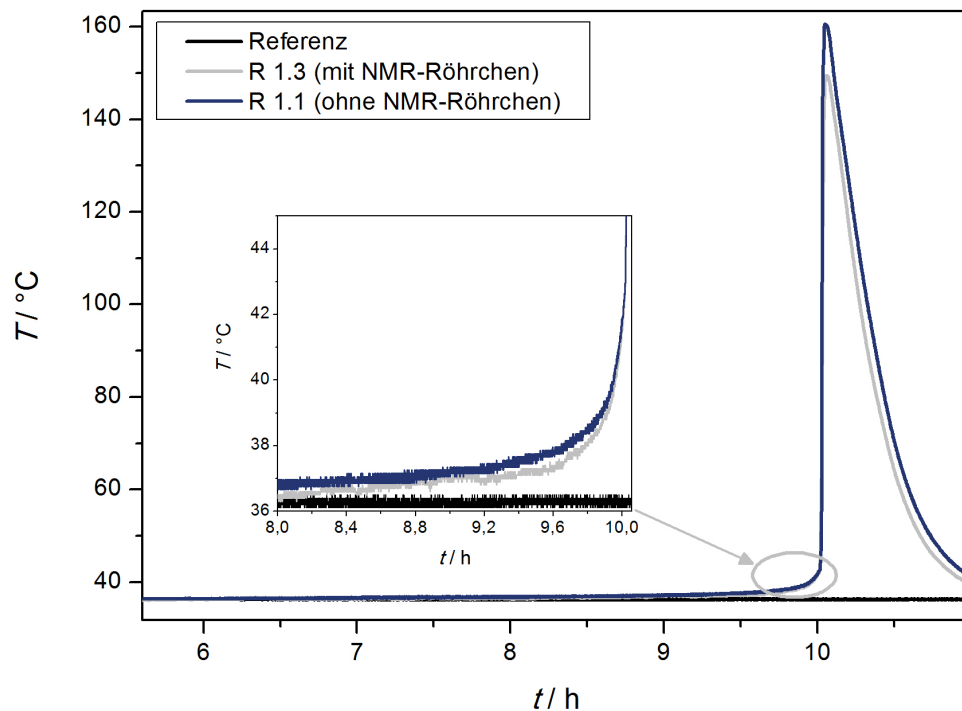 160
140
120
100
80
60
40
T / °C
Referenz
R 1.3 (mit NMR-Röhrchen)
R 1.1 (ohne NMR-Röhrchen)
44
42
40
38
36
T / °C
8,0 8,4 8,8 9,2 9,6 10,0
t / h
6 7 8 9 10
t / h